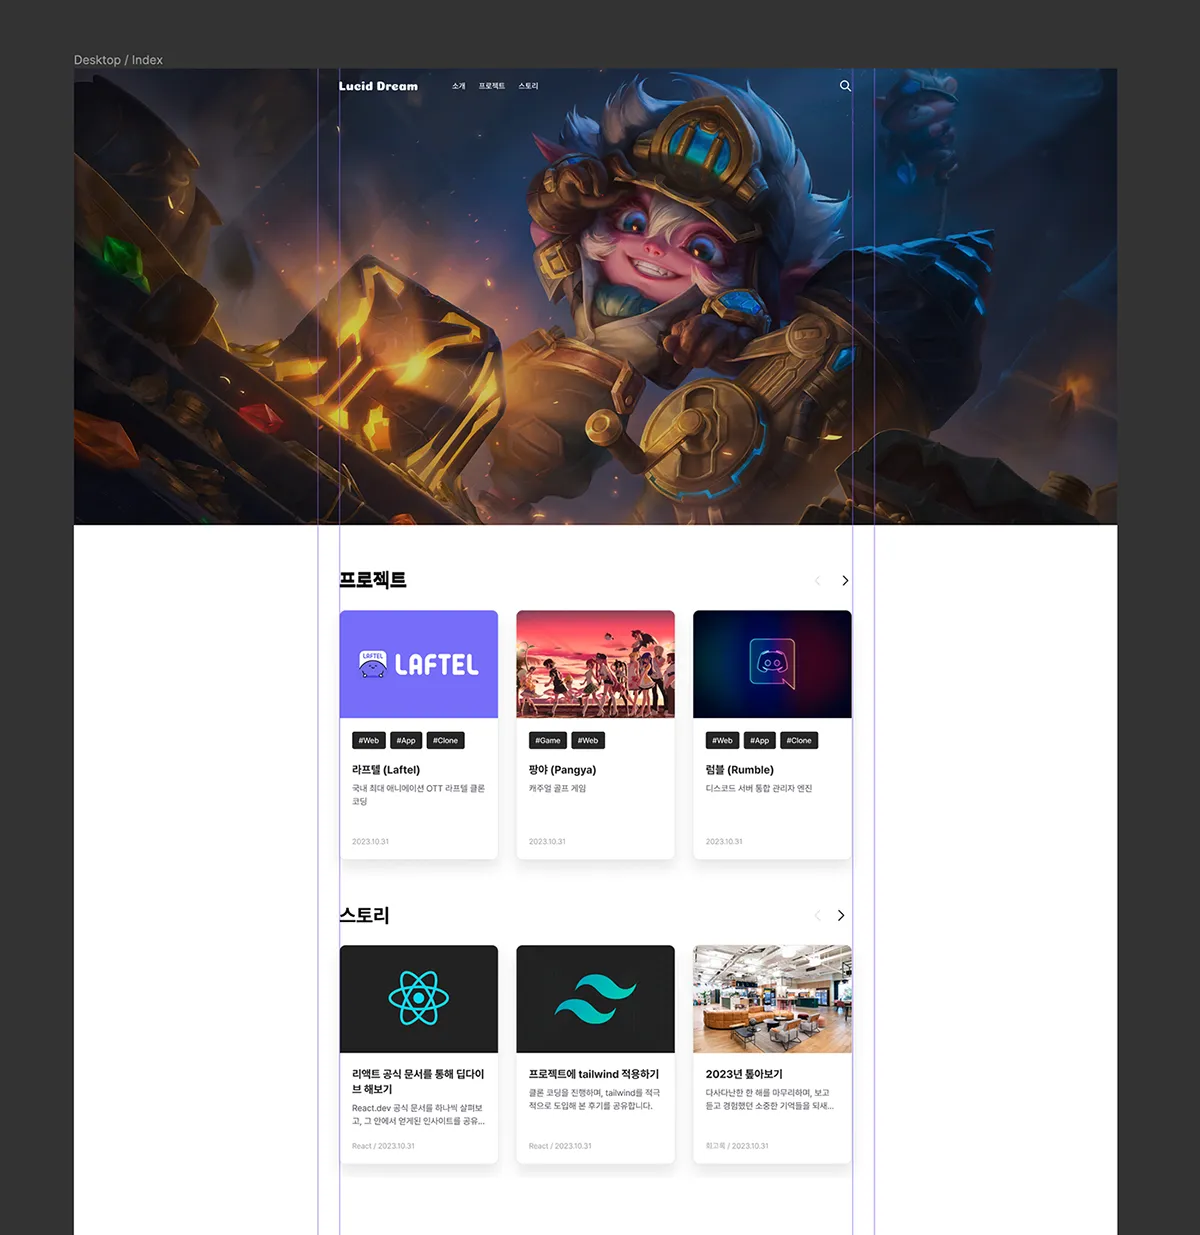 Desktop / Index
Lucid Dream 소개 프로젝트 스토리
프로젝트
LAFTEL LAFTEL
#Web #App #Clone
라프텔 (Laftel)
국내 최대 애니메이션 OTT 라프텔 클론
코딩
2023.10.31
#Game #Web
팡야 (Pangya)
캐주얼 골프 게임
2023.10.31
#Web #App #Clone
럼블 (Rumble)
디스코드 서버 통합 관리자 엔진
2023.10.31
스토리
리액트 공식 문서를 통해 딥다이
브 해보기
React.dev 공식 문서를 하나씩 살펴보
고, 그 안에서 얻게된 인사이트를 공유...
React / 2023.10.31
프로젝트에 tailwind 적용하기
클론 코딩을 진행하며, tailwind를 적극
적으로 도입해 본 후기를 공유합니다.
React / 2023.10.31
2023년 톺아보기
다사다난한 한 해를 마무리하며, 보고
듣고 경험했던 소중한 기억들을 되새...
회고록 / 2023.10.31